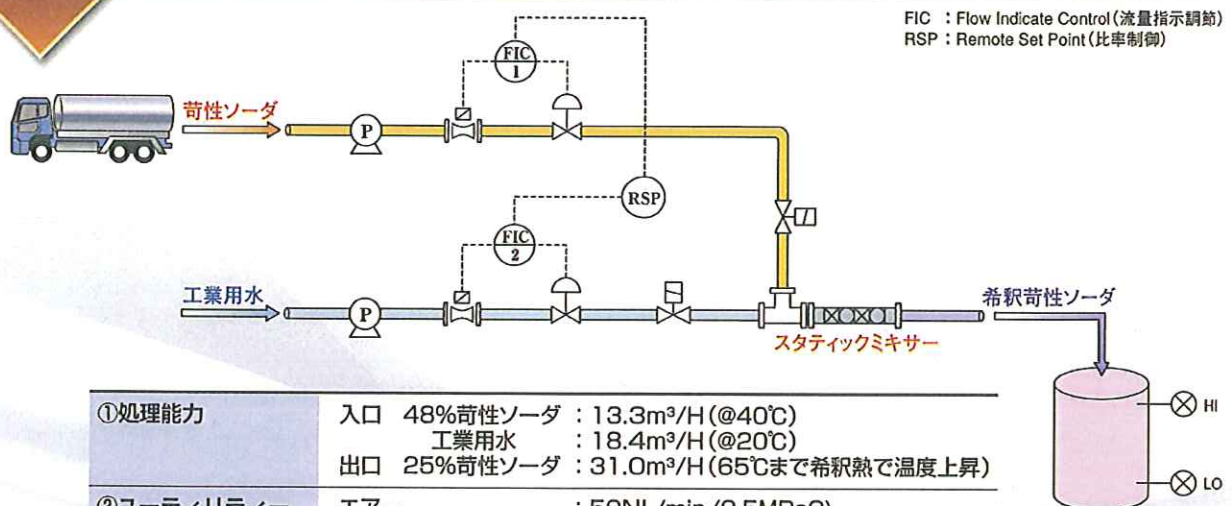 FIC : Flow Indicate Control(流量指示調節)
RSP : Remote Set Point(比率制御)
FIC
1
苛性ソーダ
P
RSP
FIC
2
工業用水
P
希釈苛性ソーダ
スタティックミキサー
HI
LO
①処理能力 入口 48%苛性ソーダ : 13.3m³/H(@40℃)
工業用水 : 18.4m³/H(@20℃)
出口 25%苛性ソーダ : 31.0m³/H(65℃まで希釈熱で温度上昇)